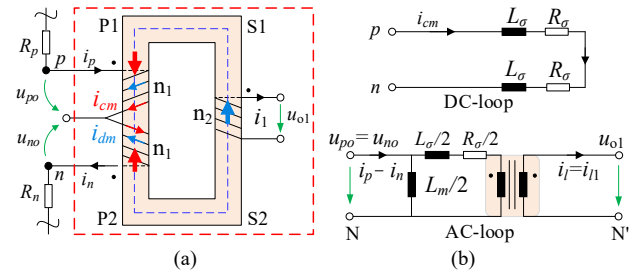 P1 S1
R_p p i_p
n_1
u_po
i_cm
n_2 i_1 u_o1
u_no
i_dm
n_1
R_n n i_n
P2 S2
(a)
p i_cm L_σ R_σ
n L_σ R_σ
DC-loop
u_po= u_no L_σ/2 R_σ/2 u_o1
i_p− i_n L_m/2 i_l=i_l1
N AC-loop N'
(b)